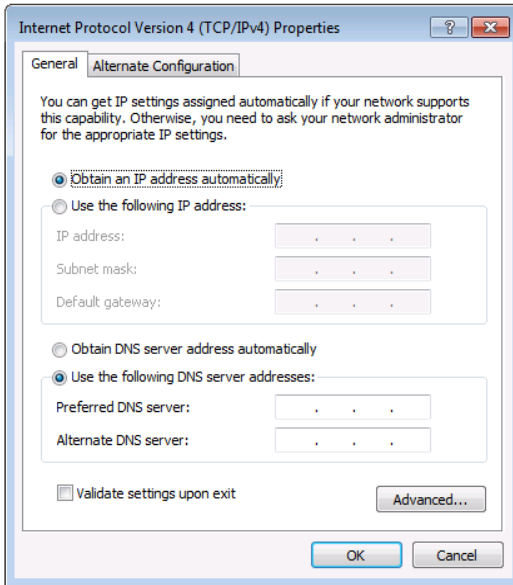 Internet Protocol Version 4 (TCP/IPv4) Properties
General
Alternate Configuration
You can get IP settings assigned automatically if your network supports
this capability. Otherwise, you need to ask your network administrator
for the appropriate IP settings.
Obtain an IP address automatically
Use the following IP address:
IP address:
Subnet mask:
Default gateway:
Obtain DNS server address automatically
Use the following DNS server addresses:
Preferred DNS server:
Alternate DNS server:
Validate settings upon exit
Advanced...
OK
Cancel